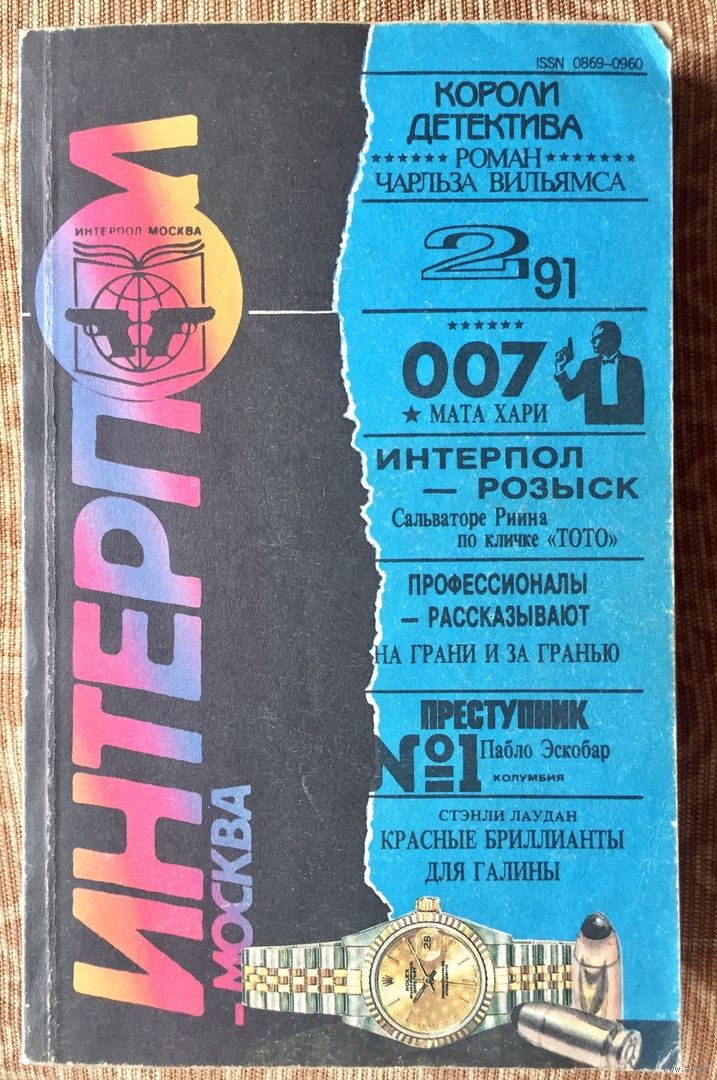 ISSN 0869-0960
КОРОЛИ
ДЕТЕКТИВА
РОМАН
ЧАРЛЬЗА ВИЛЬЯМСА
2 91
007
★ МАТА ХАРИ
ИНТЕРПОЛ
— РОЗЫСК
Сальваторе Риина
по кличке «ТОТО»
ПРОФЕССИОНАЛЫ
— РАССКАЗЫВАЮТ
НА ГРАНИ И ЗА ГРАНЬЮ
ПРЕСТУПНИК
№1 Пабло Эскобар
КОЛУМБИЯ
СТЭНЛИ ЛАУДАН
КРАСНЫЕ БРИЛЛИАНТЫ
ДЛЯ ГАЛИНЫ
ИНТЕРПОЛ
– МОСКВА
ИНТЕРПОЛ МОСКВА
ROLEX
28